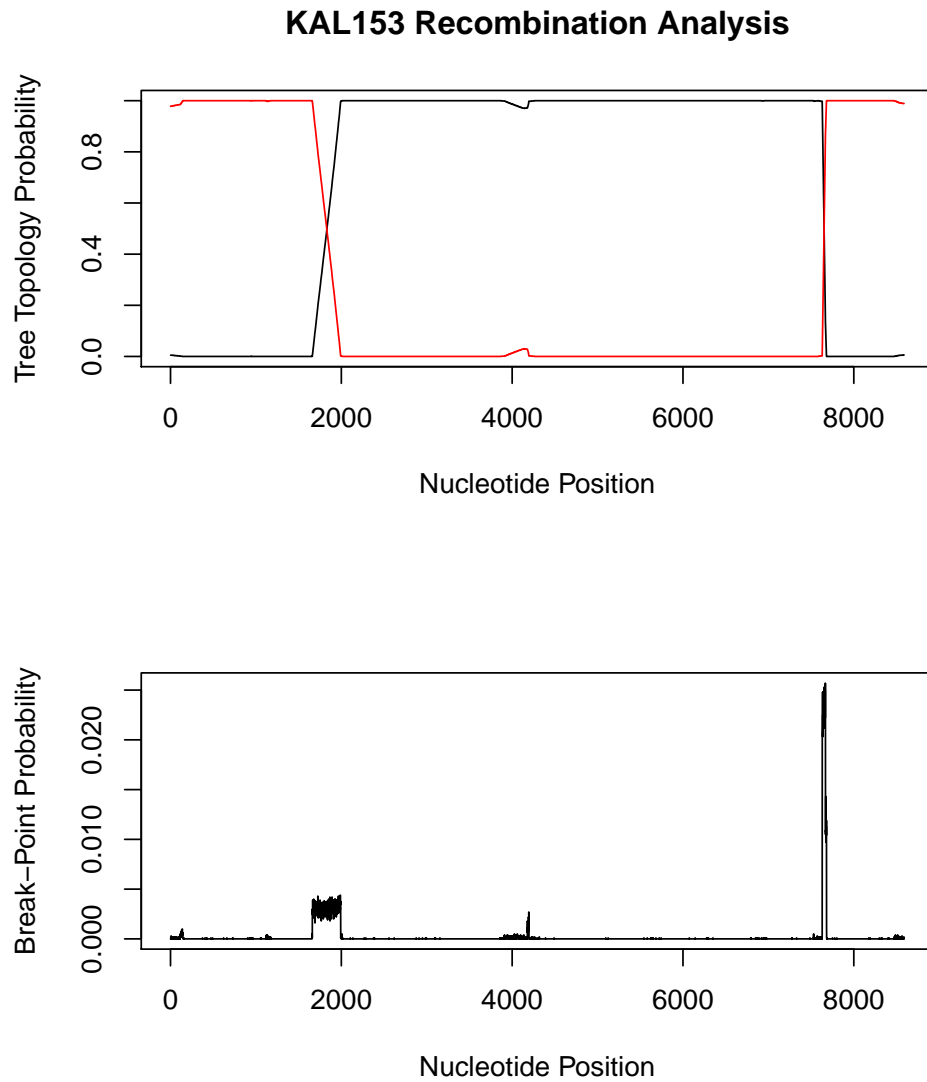 KAL153 Recombination Analysis
Tree Topology Probability
0.8
0.4
0.0
0 2000 4000 6000 8000
Nucleotide Position
Break−Point Probability
0.020
0.010
0.000
0 2000 4000 6000 8000
Nucleotide Position